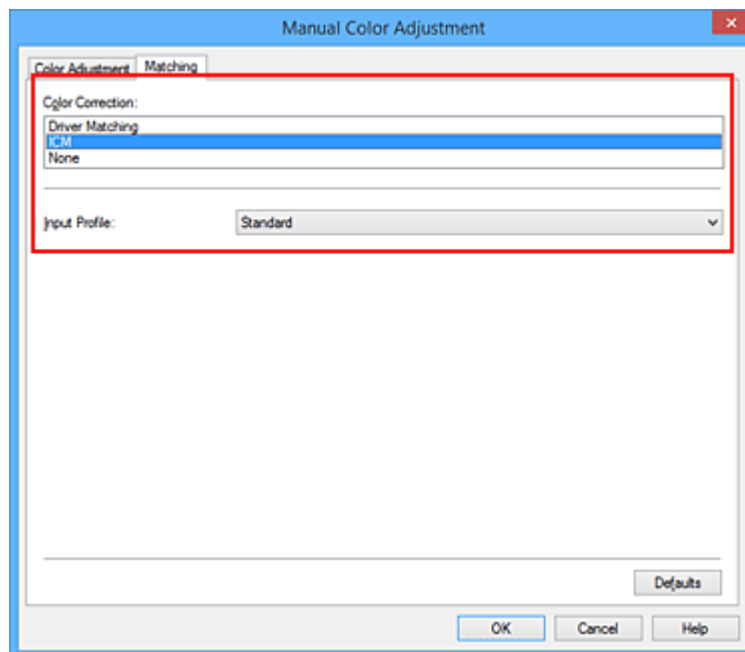 Manual Color Adjustment
Color Adjustment Matching
Color Correction:
Driver Matching
ICM
None
Input Profile: Standard
Defaults
OK Cancel Help